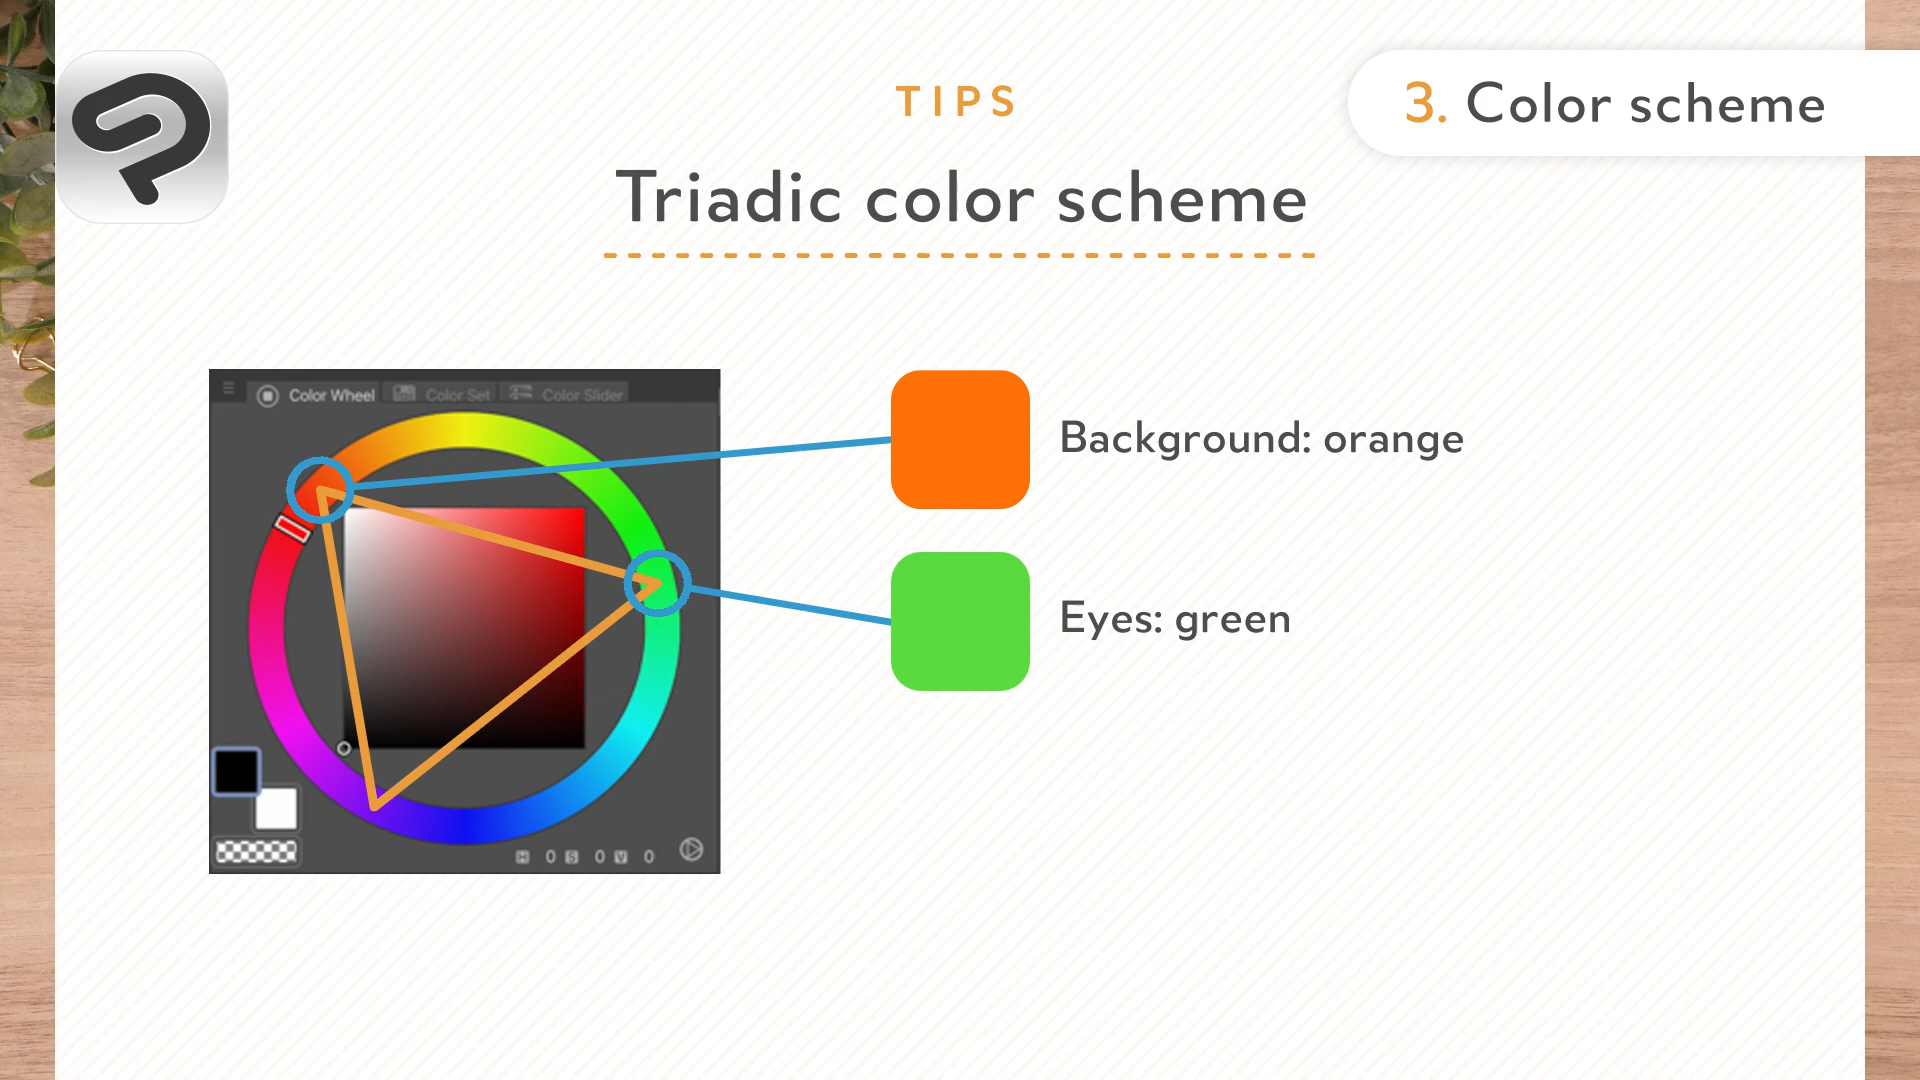 TIPS
3. Color scheme
Triadic color scheme
Color Wheel
Color Set
Color Slider
Background: orange
Eyes: green
H 0 S 0 V 0